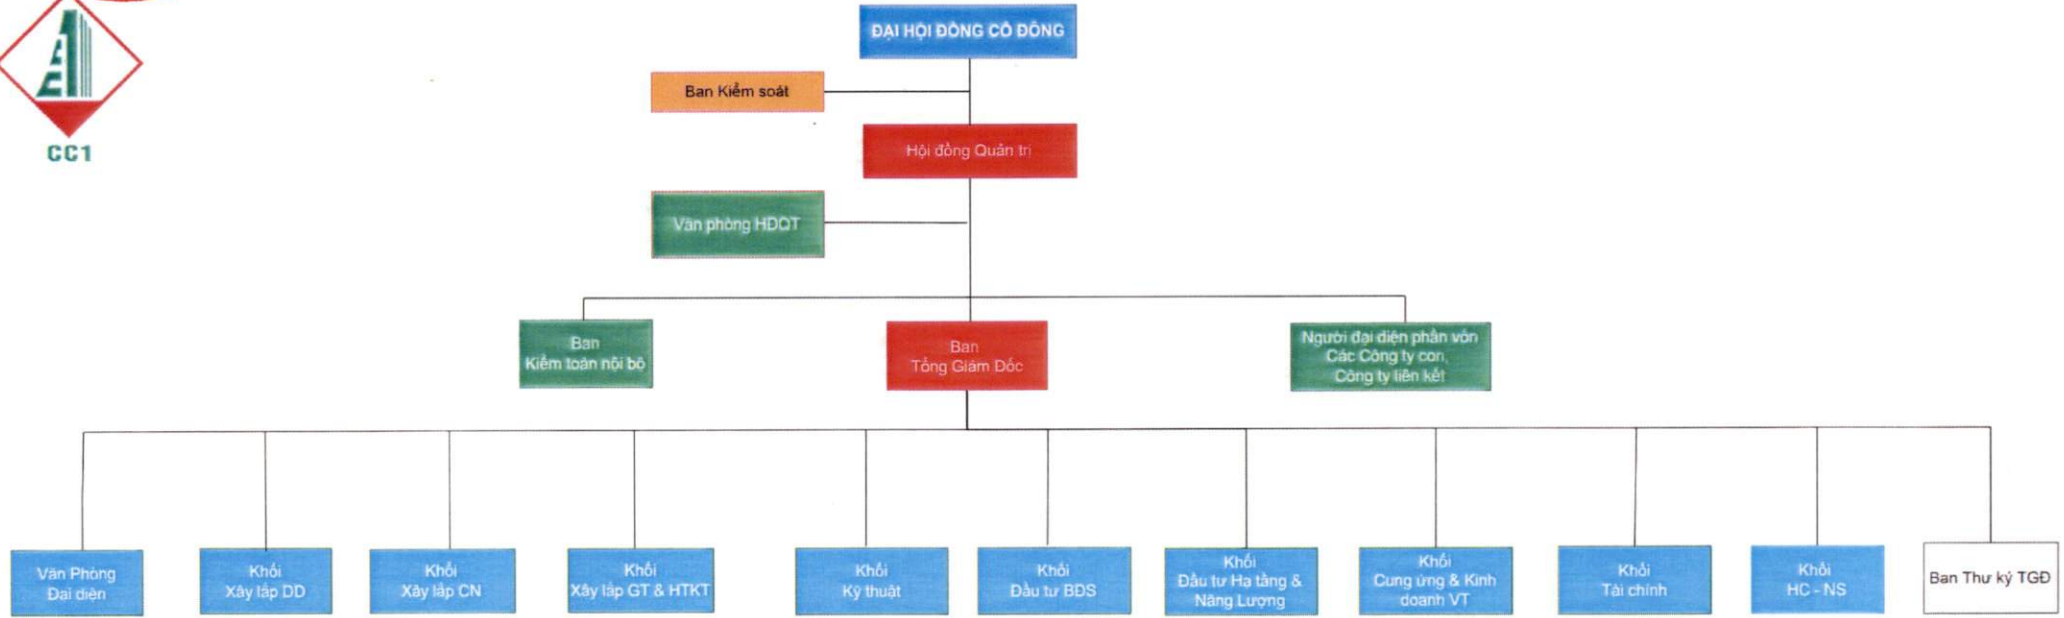 CC1
ĐẠI HỘI ĐỒNG CỔ ĐÔNG
Ban Kiểm soát
Hội đồng Quản trị
Văn phòng HĐQT
Ban
Kiểm toán nội bộ
Ban
Tổng Giám Đốc
Người đại diện phần vốn
Các Công ty con,
Công ty liên kết
Văn Phòng
Đại diện
Khối
Xây lắp DD
Khối
Xây lắp CN
Khối
Xây lắp GT & HTKT
Khối
Kỹ thuật
Khối
Đầu tư BĐS
Khối
Đầu tư Hạ tầng &
Năng Lượng
Khối
Cung ứng & Kinh
doanh VT
Khối
Tài chính
Khối
HC - NS
Ban Thư ký TGĐ